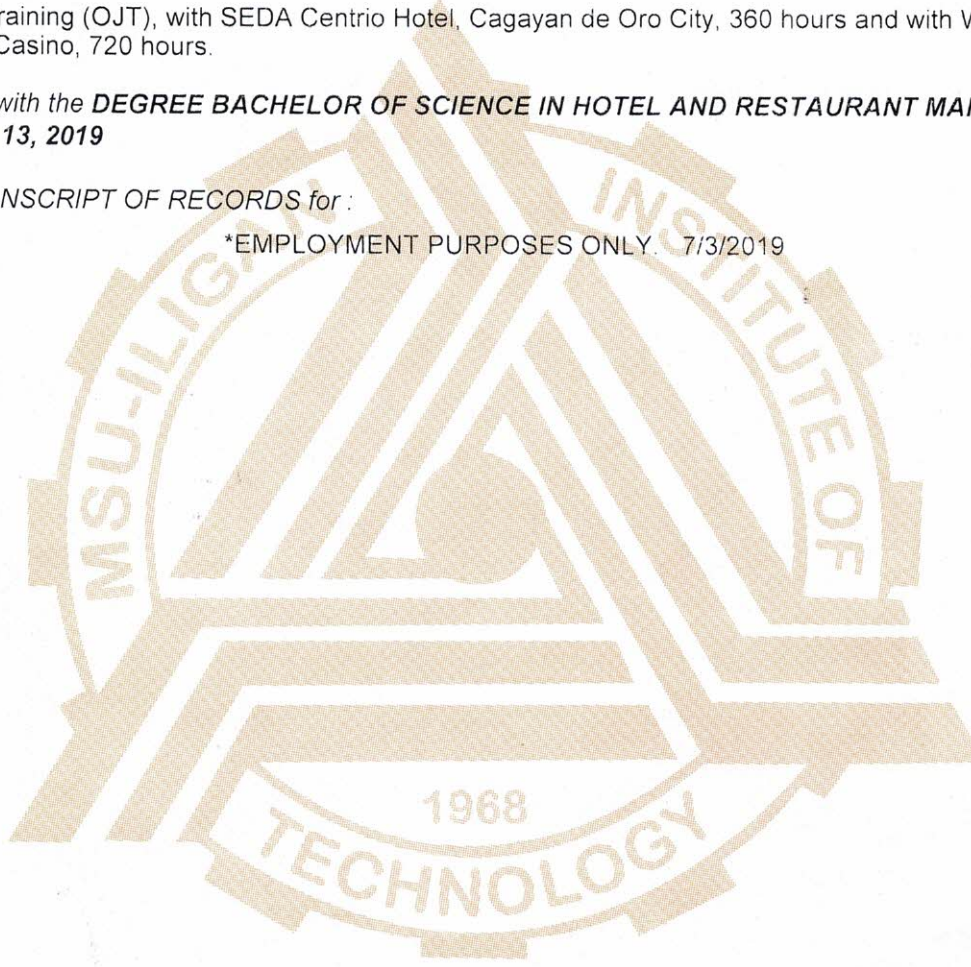 raining (OJT), with SEDA Centrio Hotel, Cagayan de Oro City, 360 hours and with W
Casino, 720 hours.
with the DEGREE BACHELOR OF SCIENCE IN HOTEL AND RESTAURANT MA
13, 2019
NSCRIPT OF RECORDS for :
*EMPLOYMENT PURPOSES ONLY. 7/3/2019
MSU-ILIGAN INSTITUTE OF
1968
TECHNOLOGY